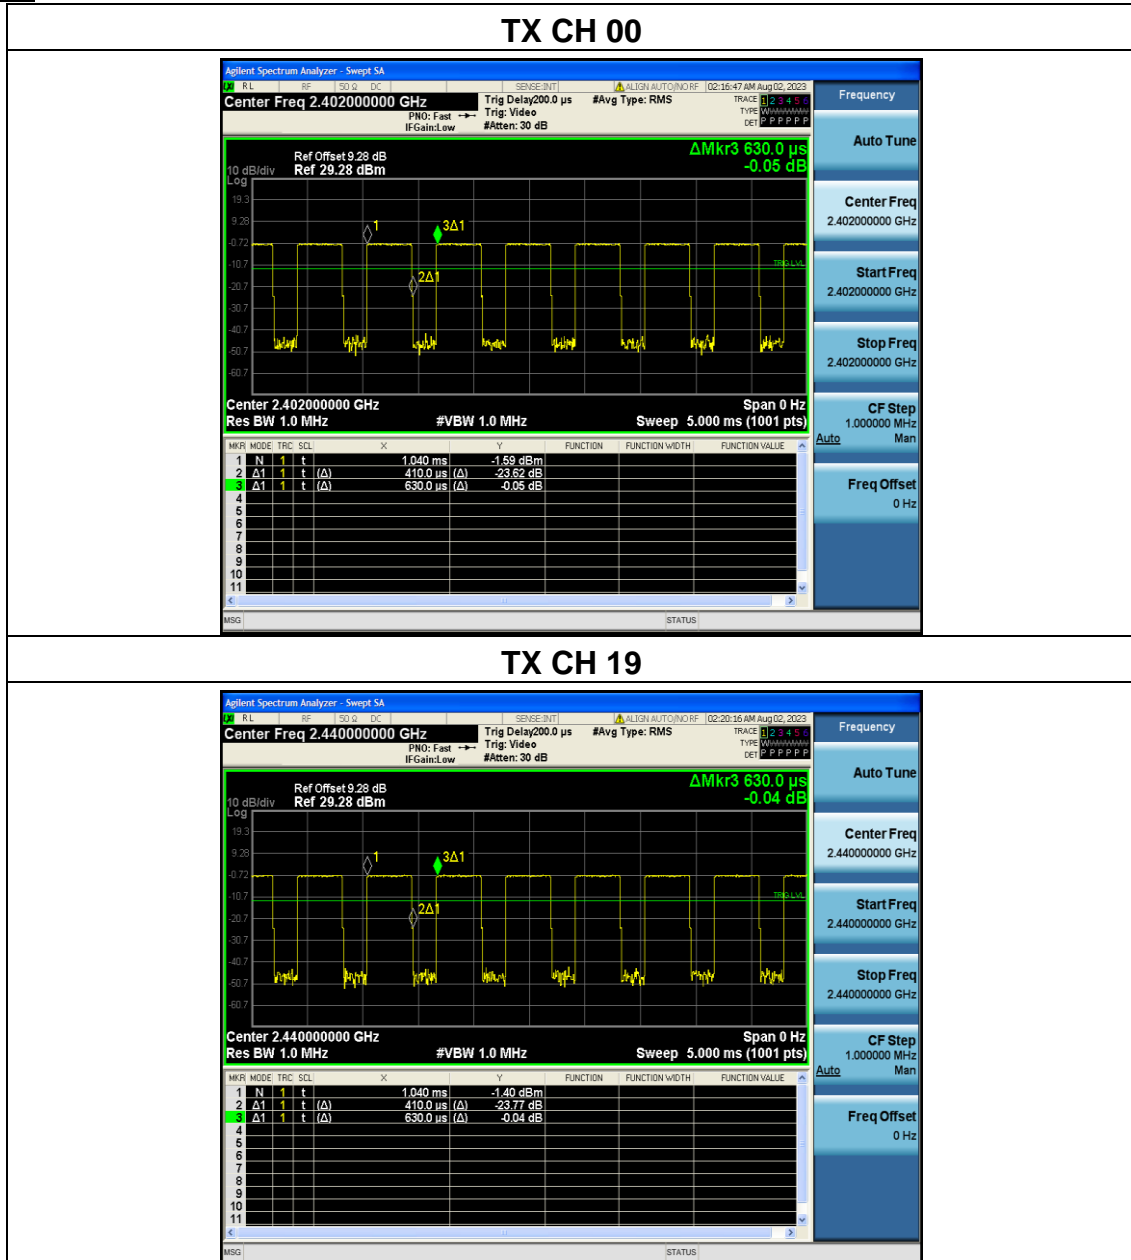 TX CH 00
Agilent Spectrum Analyzer - Swept SA
LXI RL RF 50 Ω DC SENSE:INT ALIGN AUTO/NO RF 02:16:47 AM Aug 02, 2023
Center Freq 2.402000000 GHz Trig Delay200.0 µs #Avg Type: RMS TRACE 1 2 3 4 5 6
PNO: Fast Trig: Video TYPE W
IFGain:Low #Atten: 30 dB DET P P P P P P
Frequency
Auto Tune
ΔMkr3 630.0 µs
-0.05 dB
Ref Offset 9.28 dB
10 dB/div Ref 29.28 dBm
Log
19.3
9.28
-0.72
-10.7
-20.7
-30.7
-40.7
-50.7
-60.7
1
3Δ1
2Δ1
TRIG LVL
Center 2.402000000 GHz Span 0 Hz
Res BW 1.0 MHz #VBW 1.0 MHz Sweep 5.000 ms (1001 pts)
MKR MODE TRC SCL X Y FUNCTION FUNCTION WIDTH FUNCTION VALUE
1 N 1 t 1.040 ms -1.59 dBm
2 Δ1 1 t (Δ) 410.0 µs (Δ) -23.62 dB
3 Δ1 1 t (Δ) 630.0 µs (Δ) -0.05 dB
4
5
6
7
8
9
10
11
MSG STATUS
Center Freq
2.402000000 GHz
Start Freq
2.402000000 GHz
Stop Freq
2.402000000 GHz
CF Step
1.000000 MHz
Auto Man
Freq Offset
0 Hz
TX CH 19
Agilent Spectrum Analyzer - Swept SA
LXI RL RF 50 Ω DC SENSE:INT ALIGN AUTO/NO RF 02:20:16 AM Aug 02, 2023
Center Freq 2.440000000 GHz Trig Delay200.0 µs #Avg Type: RMS TRACE 1 2 3 4 5 6
PNO: Fast Trig: Video TYPE W
IFGain:Low #Atten: 30 dB DET P P P P P P
Frequency
Auto Tune
ΔMkr3 630.0 µs
-0.04 dB
Ref Offset 9.28 dB
10 dB/div Ref 29.28 dBm
Log
19.3
9.28
-0.72
-10.7
-20.7
-30.7
-40.7
-50.7
-60.7
1
3Δ1
2Δ1
TRIG LVL
Center 2.440000000 GHz Span 0 Hz
Res BW 1.0 MHz #VBW 1.0 MHz Sweep 5.000 ms (1001 pts)
MKR MODE TRC SCL X Y FUNCTION FUNCTION WIDTH FUNCTION VALUE
1 N 1 t 1.040 ms -1.40 dBm
2 Δ1 1 t (Δ) 410.0 µs (Δ) -23.77 dB
3 Δ1 1 t (Δ) 630.0 µs (Δ) -0.04 dB
4
5
6
7
8
9
10
11
MSG STATUS
Center Freq
2.440000000 GHz
Start Freq
2.440000000 GHz
Stop Freq
2.440000000 GHz
CF Step
1.000000 MHz
Auto Man
Freq Offset
0 Hz